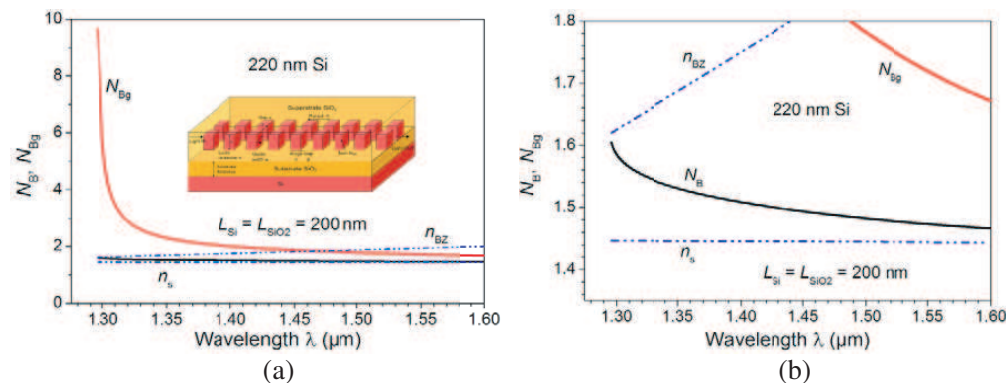 10
8
6
4
2
0
N_B, N_Bg
N_Bg
220 nm Si
Superstrate SiO₂
Substrate SiO₂
Si
L_Si = L_SiO2 = 200 nm
n_BZ
n_s
1.30 1.35 1.40 1.45 1.50 1.55 1.60
Wavelength λ (µm)
(a)
1.8
1.7
1.6
1.5
1.4
N_B, N_Bg
n_BZ
N_Bg
220 nm Si
N_B
n_s
L_Si = L_SiO2 = 200 nm
1.30 1.35 1.40 1.45 1.50 1.55 1.60
Wavelength λ (µm)
(b)